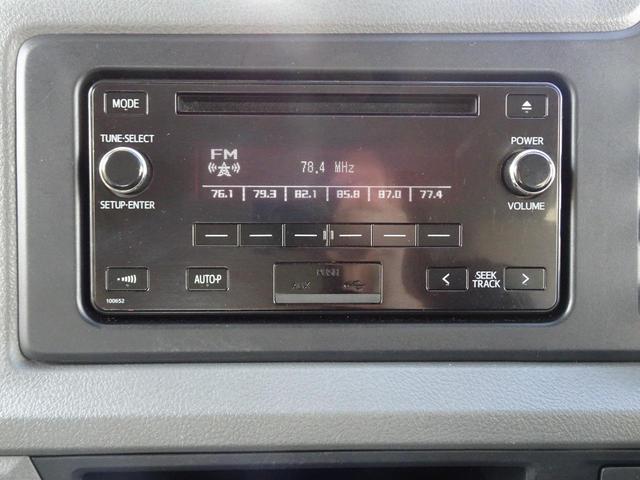 MODE
TUNE•SELECT
POWER
FM
78.4 MHz
76.1 79.3 82.1 85.8 87.0 77.4
SETUP•ENTER
VOLUME
PUSH
AUTO•P
AUX
SEEK
TRACK
100652